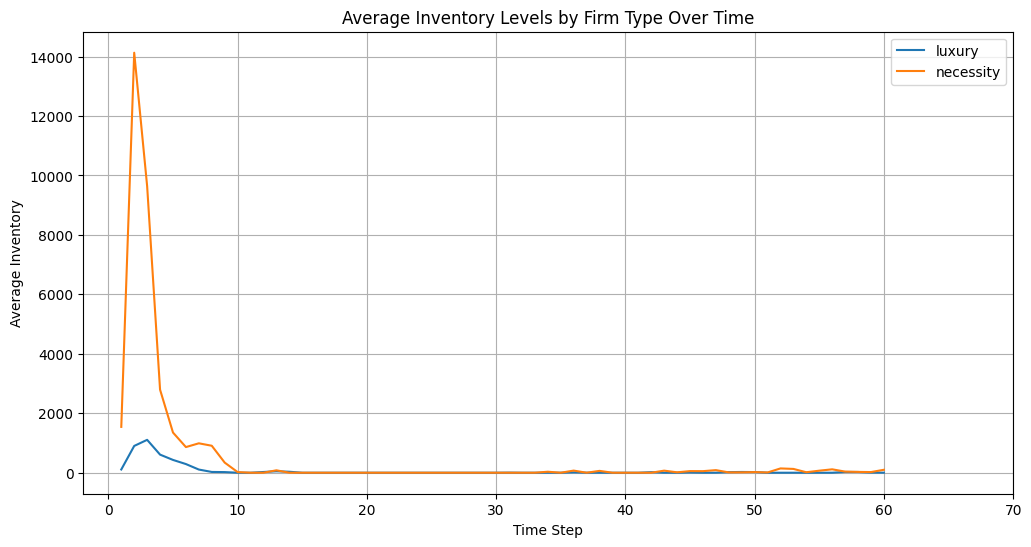 Average Inventory Levels by Firm Type Over Time
luxury
necessity
14000
12000
10000
8000
6000
4000
2000
0
Average Inventory
0 10 20 30 40 50 60 70
Time Step